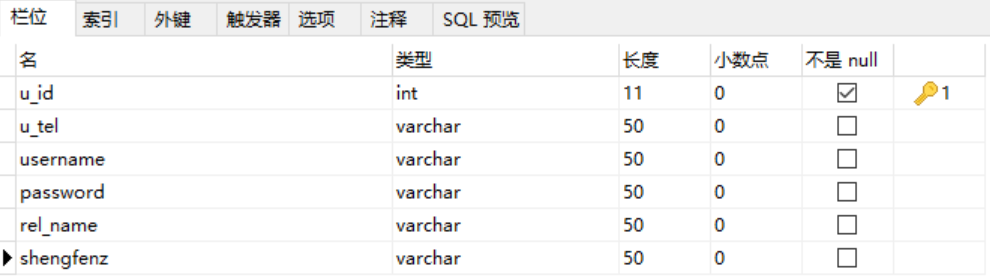 栏位 索引 外键 触发器 选项 注释 SQL 预览
名 类型 长度 小数点 不是 null
u_id int 11 0 1
u_tel varchar 50 0
username varchar 50 0
password varchar 50 0
rel_name varchar 50 0
shengfenz varchar 50 0